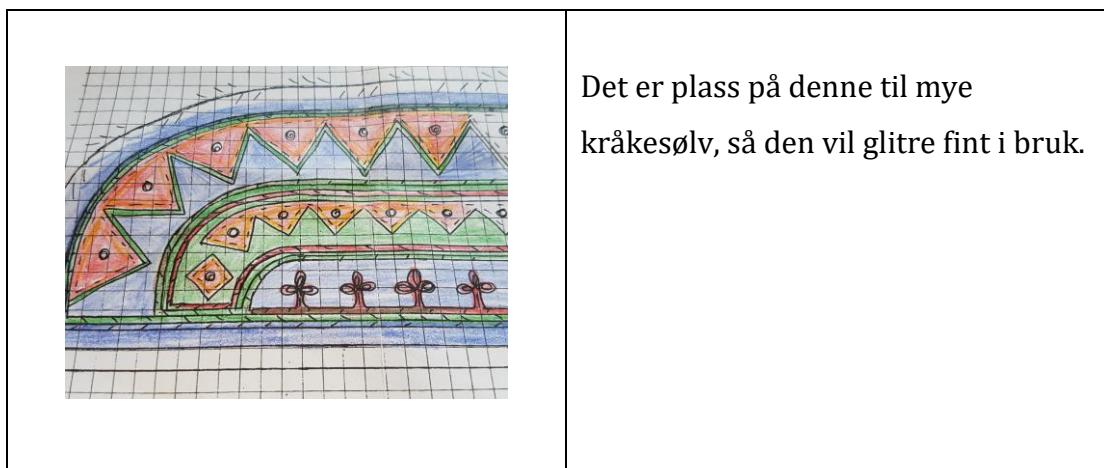 Det er plass på denne til mye
kråkesølv, så den vil glitre fint i bruk.